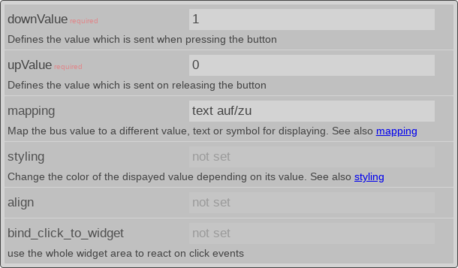 downValue required 1
Defines the value which is sent when pressing the button
upValue required 0
Defines the value which is sent on releasing the button
mapping text auf/zu
Map the bus value to a different value, text or symbol for displaying. See also mapping
styling not set
Change the color of the dispayed value depending on its value. See also styling
align not set
bind_click_to_widget not set
use the whole widget area to react on click events